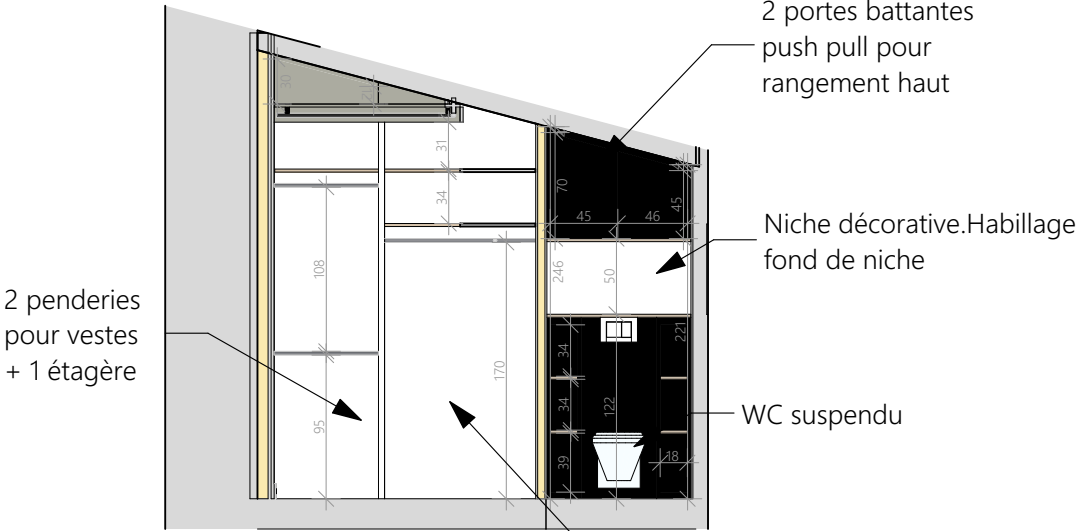 2 portes battantes
push pull pour
rangement haut
Niche décorative.Habillage
fond de niche
2 penderies
pour vestes
+ 1 étagère
WC suspendu
30
31
34
70
45
46
45
108
246
50
221
170
34
122
34
95
39
18